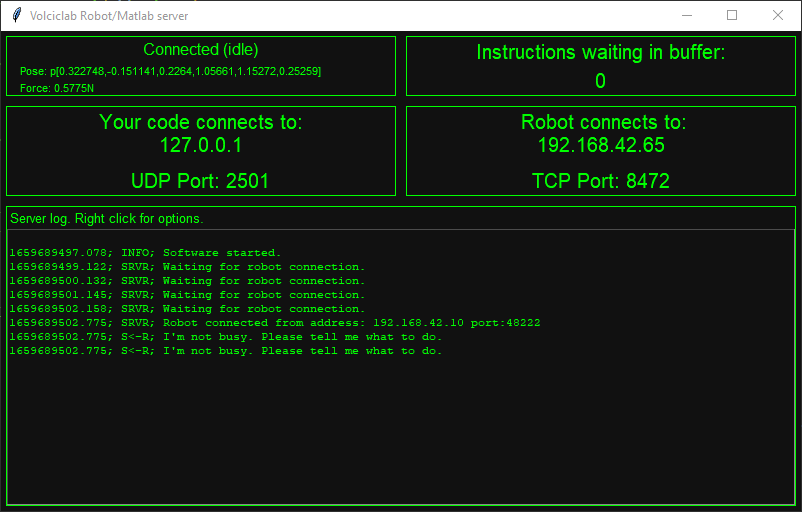 Volciclab Robot/Matlab server
Connected (idle)
Pose: p[0.322748,-0.151141,0.2264,1.05661,1.15272,0.25259]
Force: 0.5775N
Instructions waiting in buffer:
0
Your code connects to:
127.0.0.1
UDP Port: 2501
Robot connects to:
192.168.42.65
TCP Port: 8472
Server log. Right click for options.
1659689497.078; INFO; Software started.
1659689499.122; SRVR; Waiting for robot connection.
1659689500.132; SRVR; Waiting for robot connection.
1659689501.145; SRVR; Waiting for robot connection.
1659689502.158; SRVR; Waiting for robot connection.
1659689502.775; SRVR; Robot connected from address: 192.168.42.10 port:48222
1659689502.775; S<-R; I'm not busy. Please tell me what to do.
1659689502.775; S<-R; I'm not busy. Please tell me what to do.